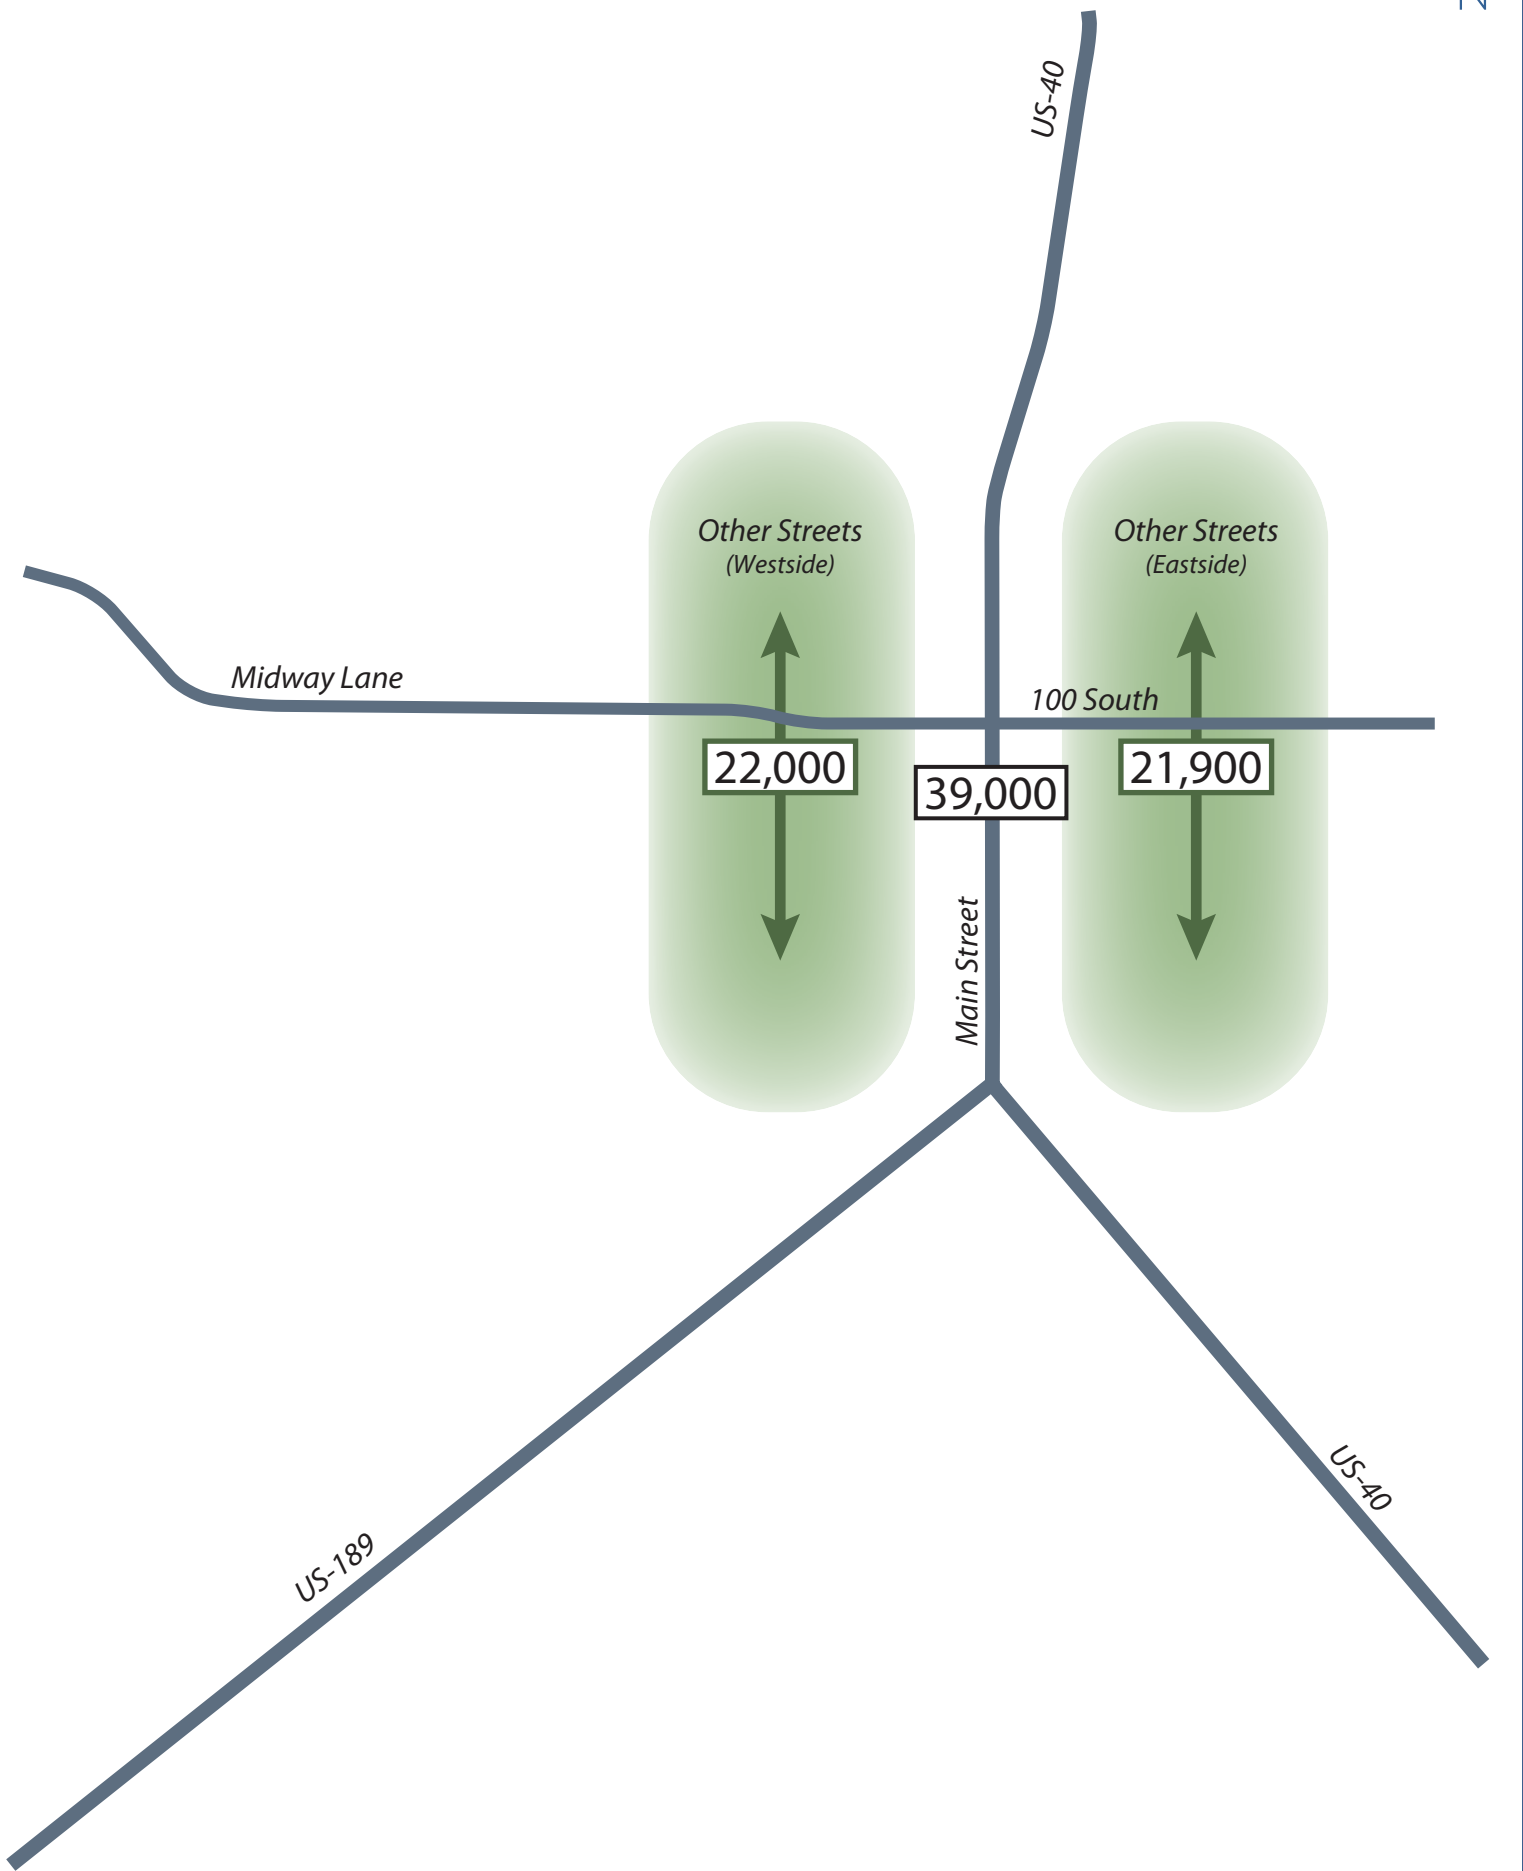 US-40
Other Streets
(Westside)
Other Streets
(Eastside)
Midway Lane
100 South
22,000
39,000
21,900
Main Street
US-40
US-189